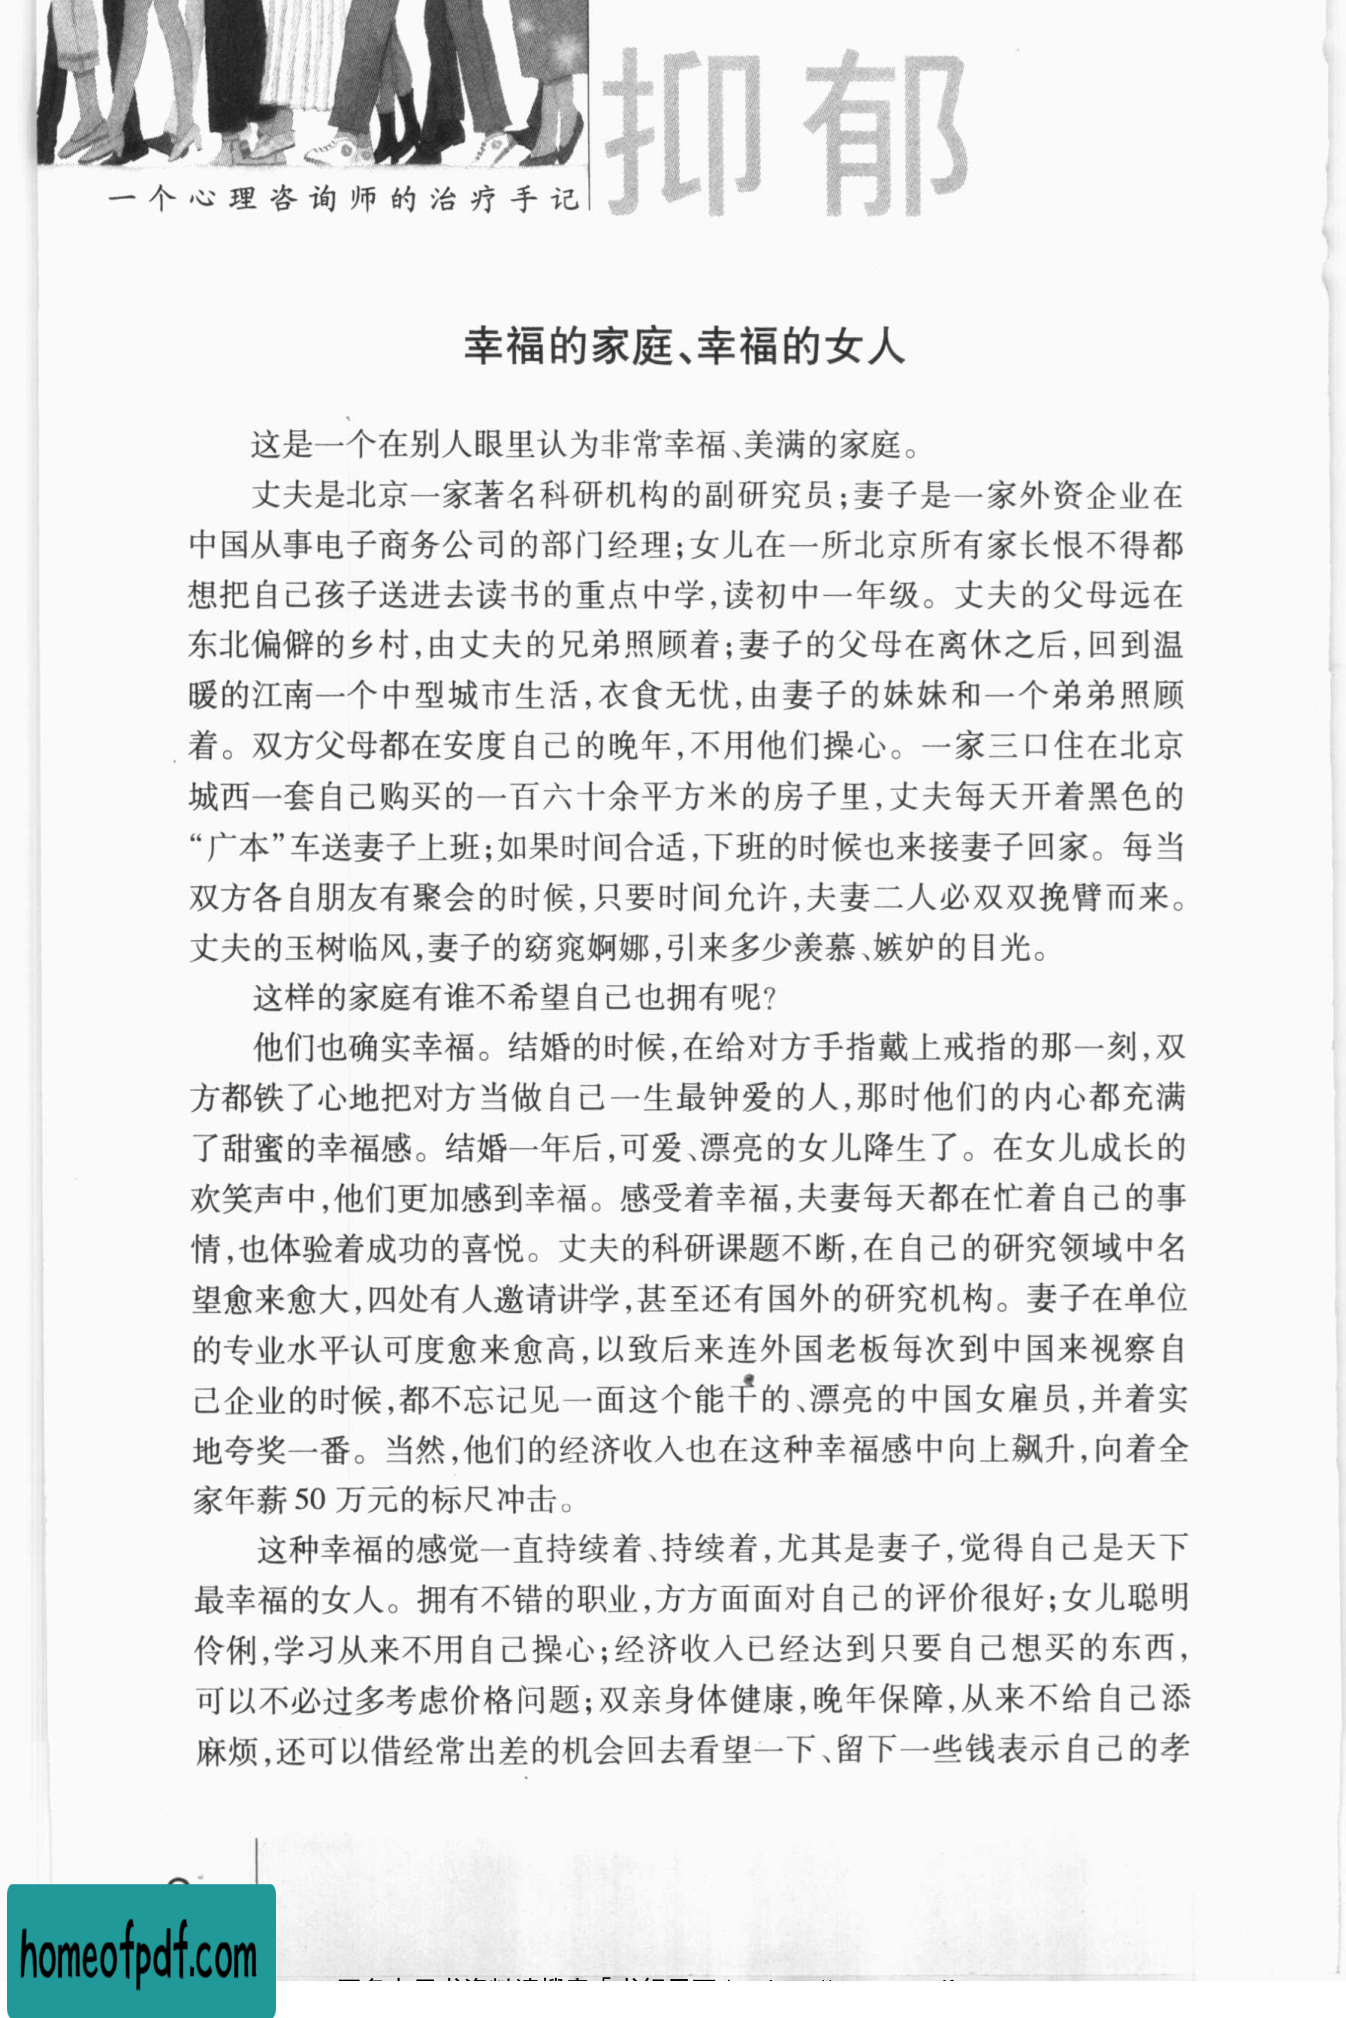 抑郁
一个心理咨询师的治疗手记
幸福的家庭、幸福的女人
这是一个在别人眼里认为非常幸福、美满的家庭。
丈夫是北京一家著名科研机构的副研究员;妻子是一家外资企业在
中国从事电子商务公司的部门经理;女儿在一所北京所有家长恨不得都
想把自己孩子送进去读书的重点中学,读初中一年级。丈夫的父母远在
东北偏僻的乡村,由丈夫的兄弟照顾着;妻子的父母在离休之后,回到温
暖的江南一个中型城市生活,衣食无忧,由妻子的妹妹和一个弟弟照顾
着。双方父母都在安度自己的晚年,不用他们操心。一家三口住在北京
城西一套自己购买的一百六十余平方米的房子里,丈夫每天开着黑色的
“广本”车送妻子上班;如果时间合适,下班的时候也来接妻子回家。每当
双方各自朋友有聚会的时候,只要时间允许,夫妻二人必双双挽臂而来。
丈夫的玉树临风,妻子的窈窕婀娜,引来多少羡慕、嫉妒的目光。
这样的家庭有谁不希望自己也拥有呢?
他们也确实幸福。结婚的时候,在给对方手指戴上戒指的那一刻,双
方都铁了心地把对方当做自己一生最钟爱的人,那时他们的内心都充满
了甜蜜的幸福感。结婚一年后,可爱、漂亮的女儿降生了。在女儿成长的
欢笑声中,他们更加感到幸福。感受着幸福,夫妻每天都在忙着自己的事
情,也体验着成功的喜悦。丈夫的科研课题不断,在自己的研究领域中名
望愈来愈大,四处有人邀请讲学,甚至还有国外的研究机构。妻子在单位
的专业水平认可度愈来愈高,以致后来连外国老板每次到中国来视察自
己企业的时候,都不忘记见一面这个能干的、漂亮的中国女雇员,并着实
地夸奖一番。当然,他们的经济收入也在这种幸福感中向上飙升,向着全
家年薪 50 万元的标尺冲击。
这种幸福的感觉一直持续着、持续着,尤其是妻子,觉得自己是天下
最幸福的女人。拥有不错的职业,方方面面对自己的评价很好;女儿聪明
伶俐,学习从来不用自己操心;经济收入已经达到只要自己想买的东西,
可以不必过多考虑价格问题;双亲身体健康,晚年保障,从来不给自己添
麻烦,还可以借经常出差的机会回去看望一下、留下一些钱表示自己的孝
homeofpdf.com